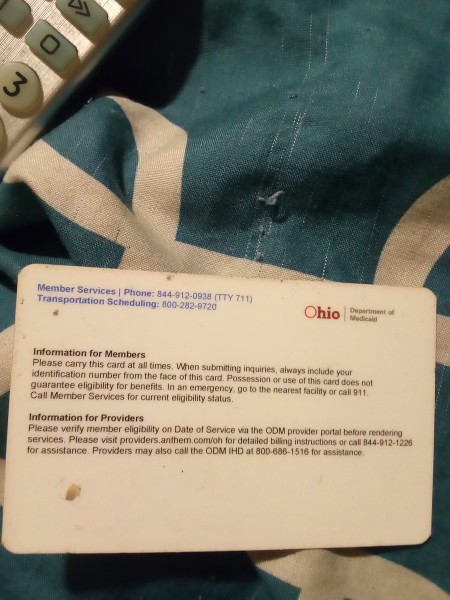 0
3
Member Services | Phone: 844-912-0938 (TTY 711)
Transportation Scheduling: 800-282-9720
Ohio
Department of
Medicaid
Information for Members
Please carry this card at all times. When submitting inquiries, always include your
identification number from the face of this card. Possession or use of this card does not
guarantee eligibility for benefits. In an emergency, go to the nearest facility or call 911.
Call Member Services for current eligibility status.
Information for Providers
Please verify member eligibility on Date of Service via the ODM provider portal before rendering
services. Please visit providers.anthem.com/oh for detailed billing instructions or call 844-912-1226
for assistance. Providers may also call the ODM IHD at 800-686-1516 for assistance.